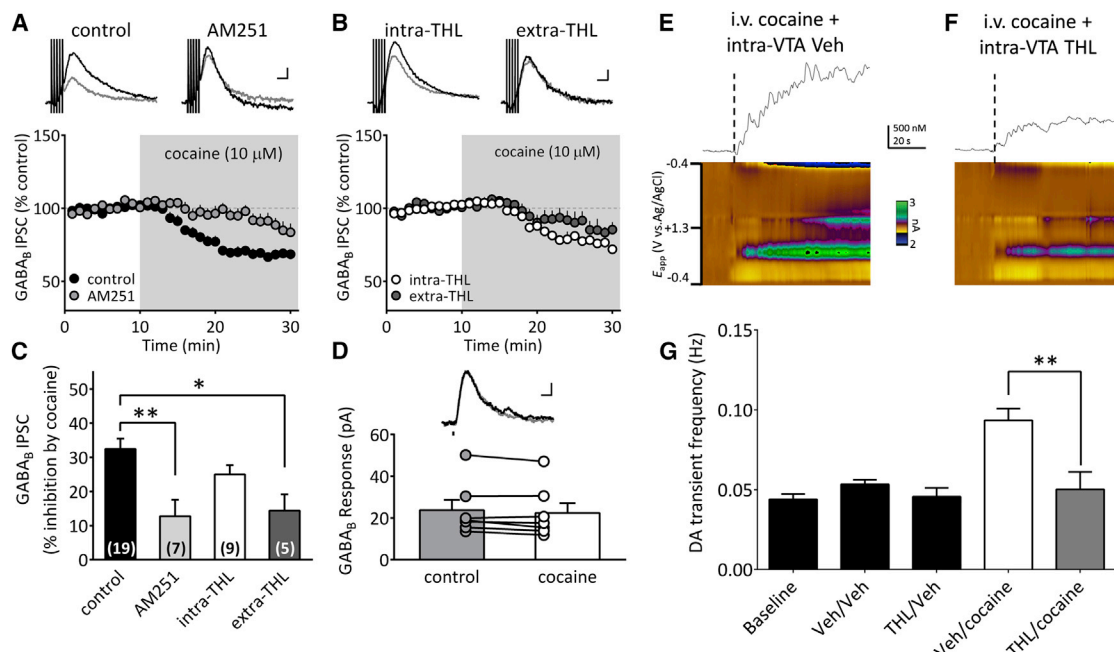 A
control
AM251
GABAB IPSC (% control)
150
100
50
cocaine (10 μM)
control
AM251
0
10
20
30
Time (min)
B
intra-THL
extra-THL
GABAB IPSC (% control)
150
100
50
cocaine (10 μM)
intra-THL
extra-THL
0
10
20
30
Time (min)
C
GABAB IPSC
(% inhibition by cocaine)
50
40
30
20
10
0
*
**
(19)
(7)
(9)
(5)
control
AM251
intra-THL
extra-THL
D
GABAB Response (pA)
60
40
20
0
control
cocaine
E
i.v. cocaine +
intra-VTA Veh
500 nM
20 s
Eapp (V vs.Ag/AgCl)
-0.4
+1.3
-0.4
3
nA
2
F
i.v. cocaine +
intra-VTA THL
G
DA transient frequency (Hz)
0.15
0.10
0.05
0.00
**
Baseline
Veh/Veh
THL/Veh
Veh/cocaine
THL/cocaine